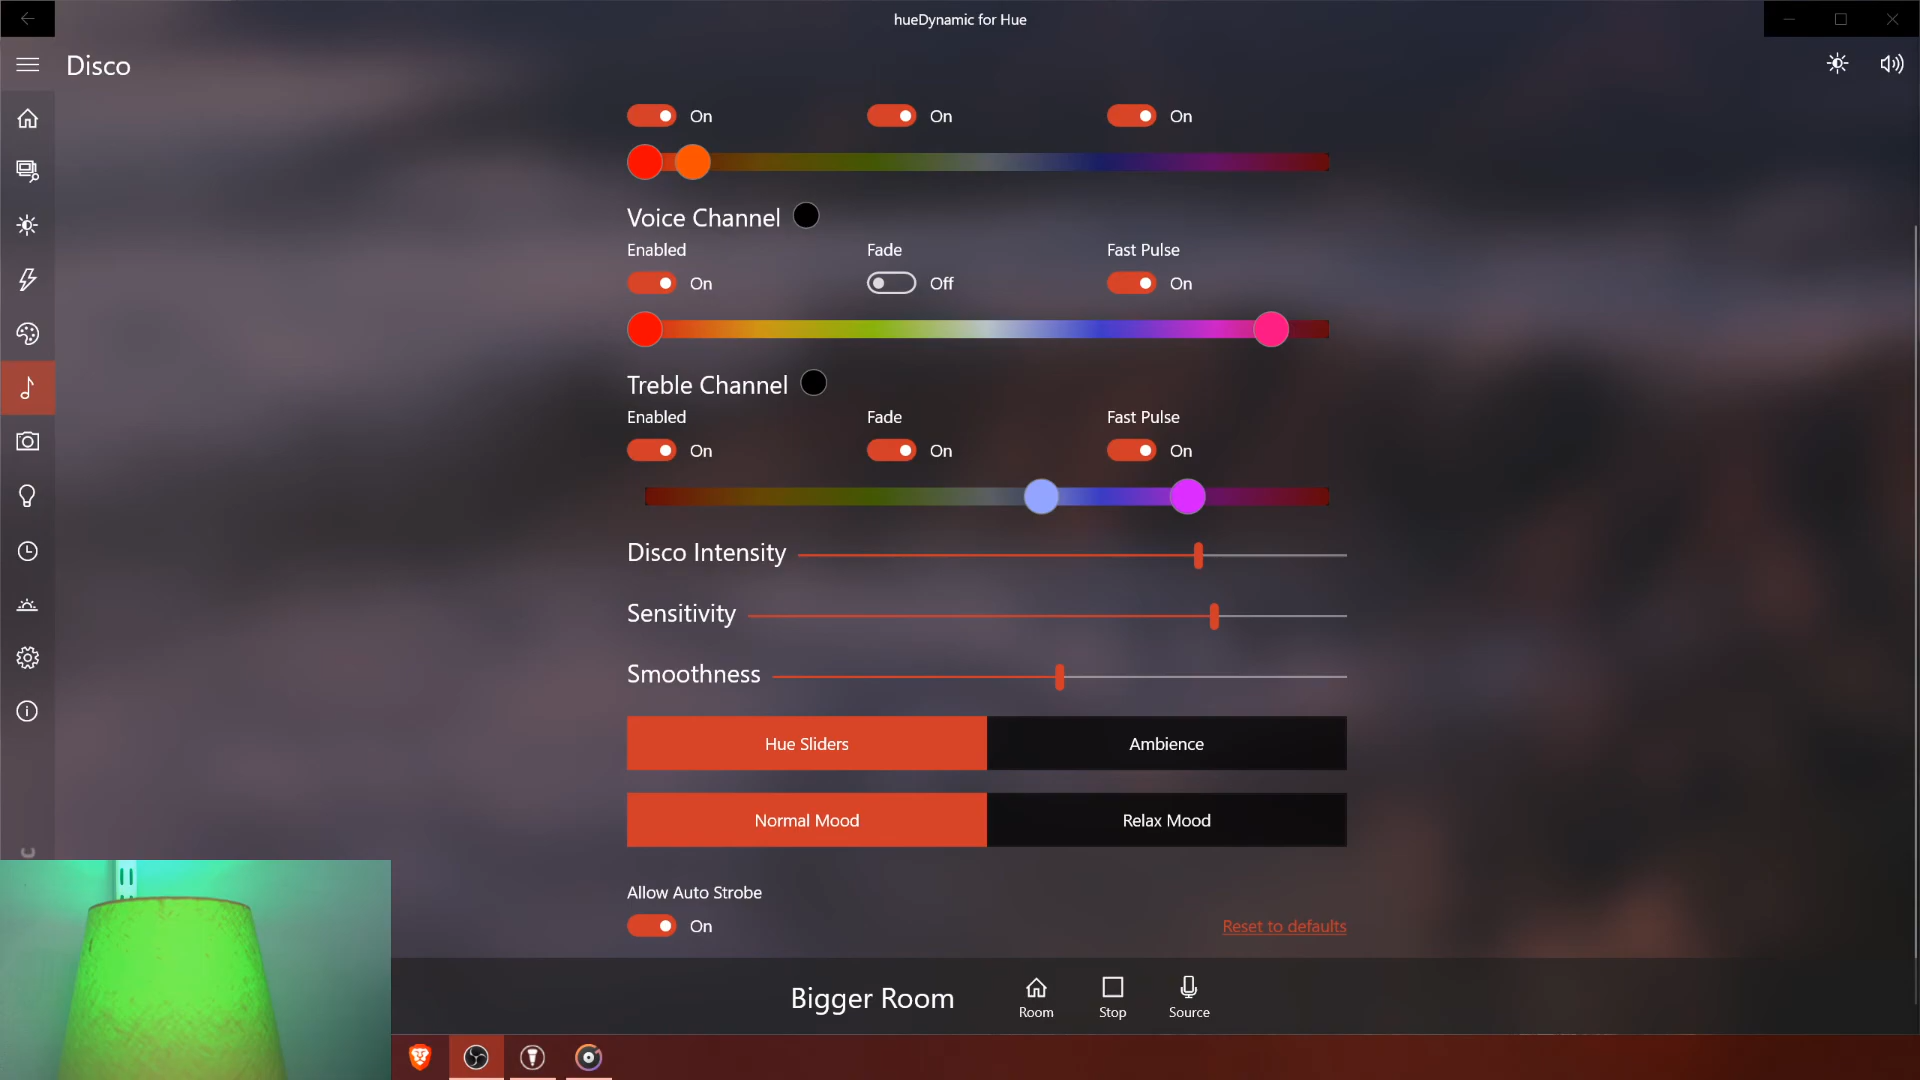 hueDynamic for Hue
Disco
On On On
Voice Channel
Enabled Fade Fast Pulse
On Off On
Treble Channel
Enabled Fade Fast Pulse
On On On
Disco Intensity
Sensitivity
Smoothness
Hue Sliders Ambience
Normal Mood Relax Mood
Allow Auto Strobe
On Reset to defaults
Bigger Room Room Stop Source